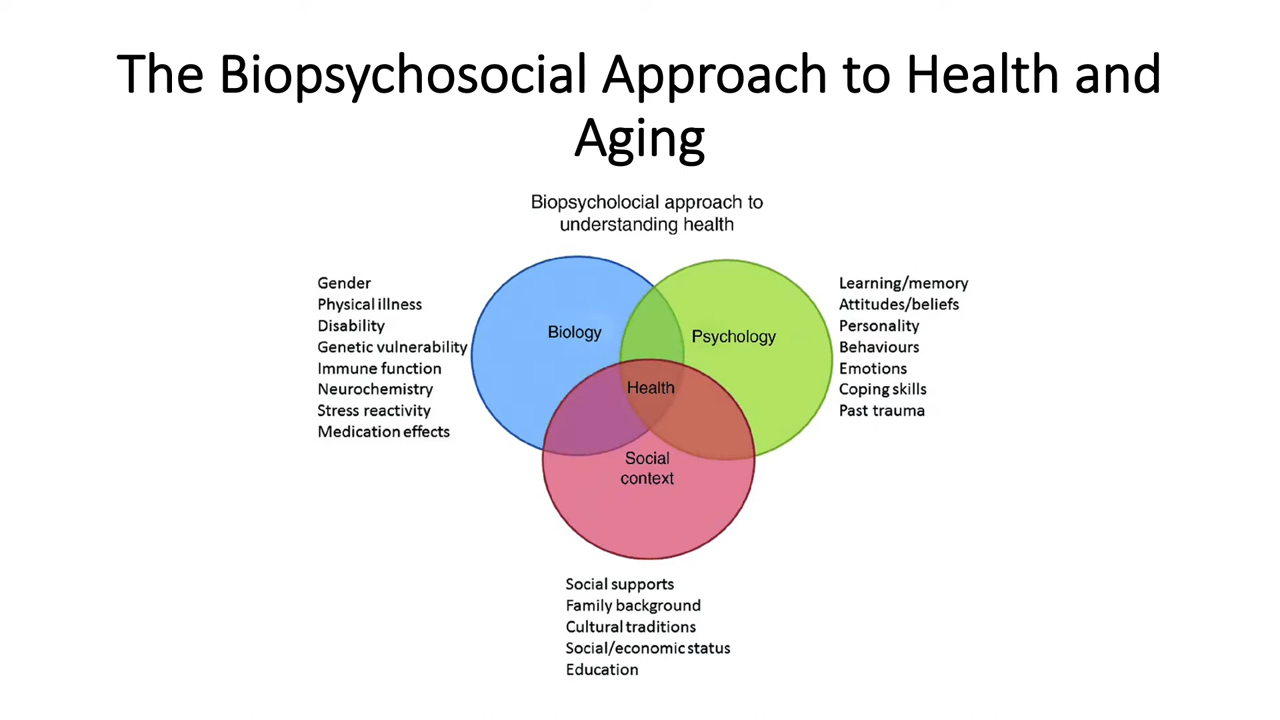 The Biopsychosocial Approach to Health and
Aging
Biopsycholocial approach to
understanding health
Gender
Physical illness
Disability
Genetic vulnerability
Immune function
Neurochemistry
Stress reactivity
Medication effects
Biology
Psychology
Health
Social
context
Learning/memory
Attitudes/beliefs
Personality
Behaviours
Emotions
Coping skills
Past trauma
Social supports
Family background
Cultural traditions
Social/economic status
Education